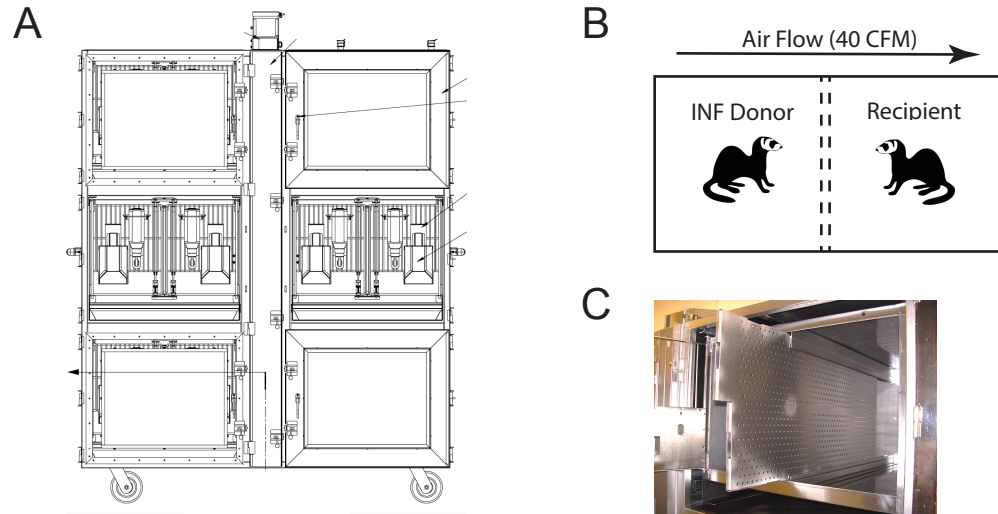 A
B
Air Flow (40 CFM)
INF Donor
Recipient
C